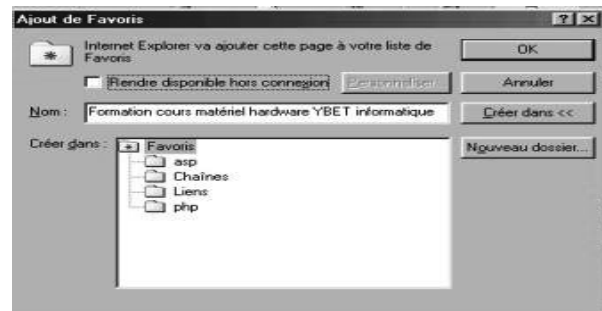 Ajout de Favoris
Internet Explorer va ajouter cette page à votre liste de
Favoris
OK
Rendre disponible hors connexion
Personnaliser
Annuler
Nom :
Formation cours matériel hardware YBET informatique
Créer dans <<
Créer dans :
Favoris
Nouveau dossier...
asp
Chaînes
Liens
php